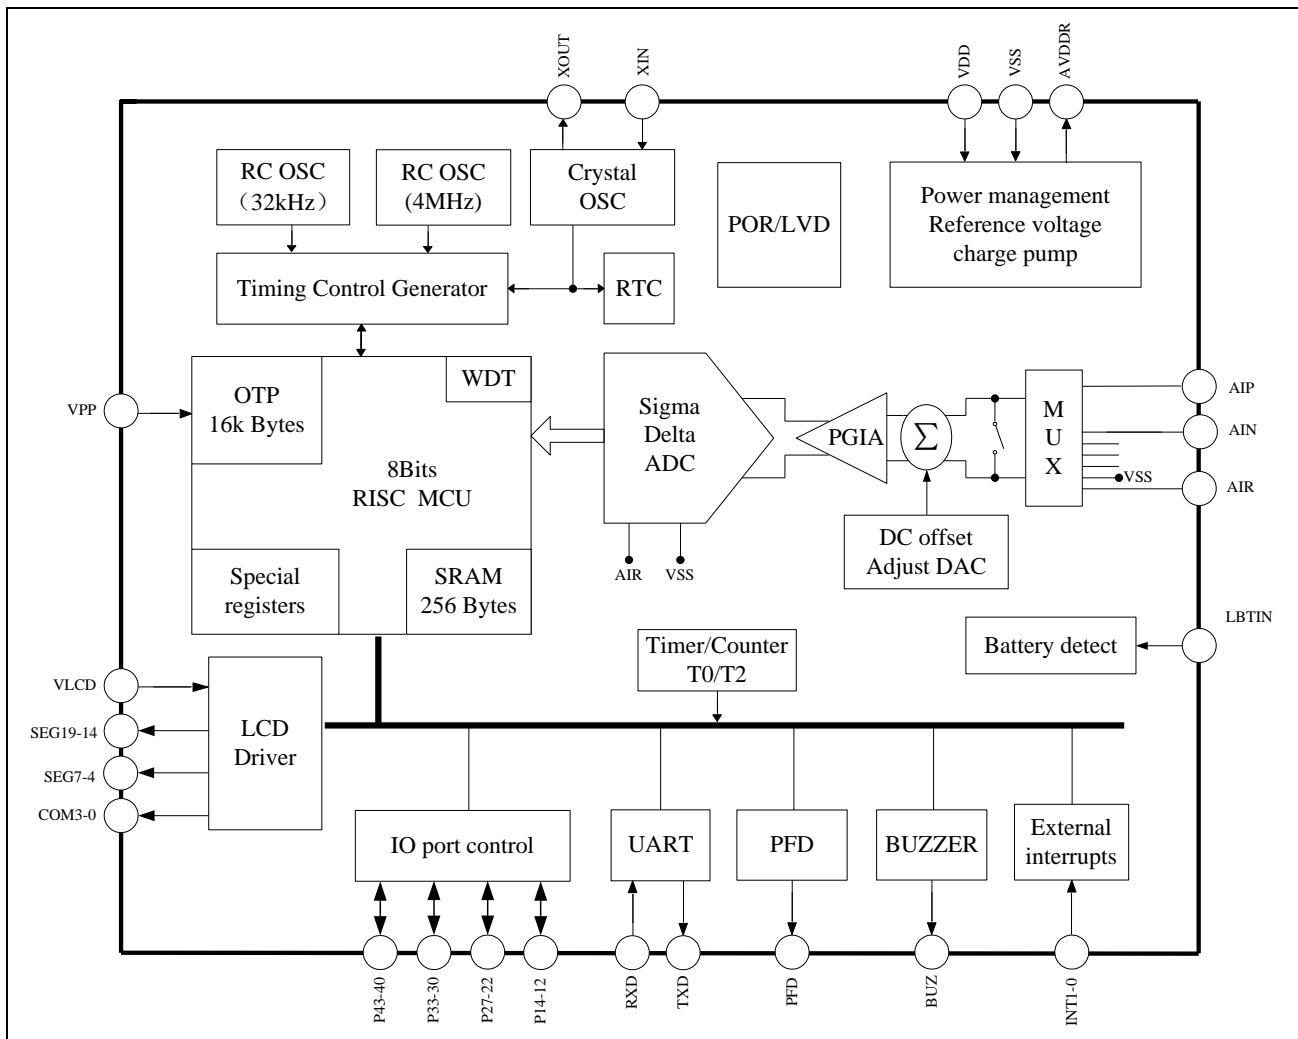 XOUT
XIN
VDD
VSS
AVDDR
RC OSC
（32kHz）
RC OSC
(4MHz)
Crystal
OSC
POR/LVD
Power management
Reference voltage
charge pump
Timing Control Generator
RTC
VPP
OTP
16k Bytes
WDT
8Bits
RISC MCU
Special
registers
SRAM
256 Bytes
Sigma
Delta
ADC
AIR
VSS
PGIA
Σ
DC offset
Adjust DAC
M
U
X
VSS
AIP
AIN
AIR
LBTIN
Battery detect
Timer/Counter
T0/T2
VLCD
SEG19-14
SEG7-4
COM3-0
LCD
Driver
IO port control
UART
PFD
BUZZER
External
interrupts
P43-40
P33-30
P27-22
P14-12
RXD
TXD
PFD
BUZ
INT1-0